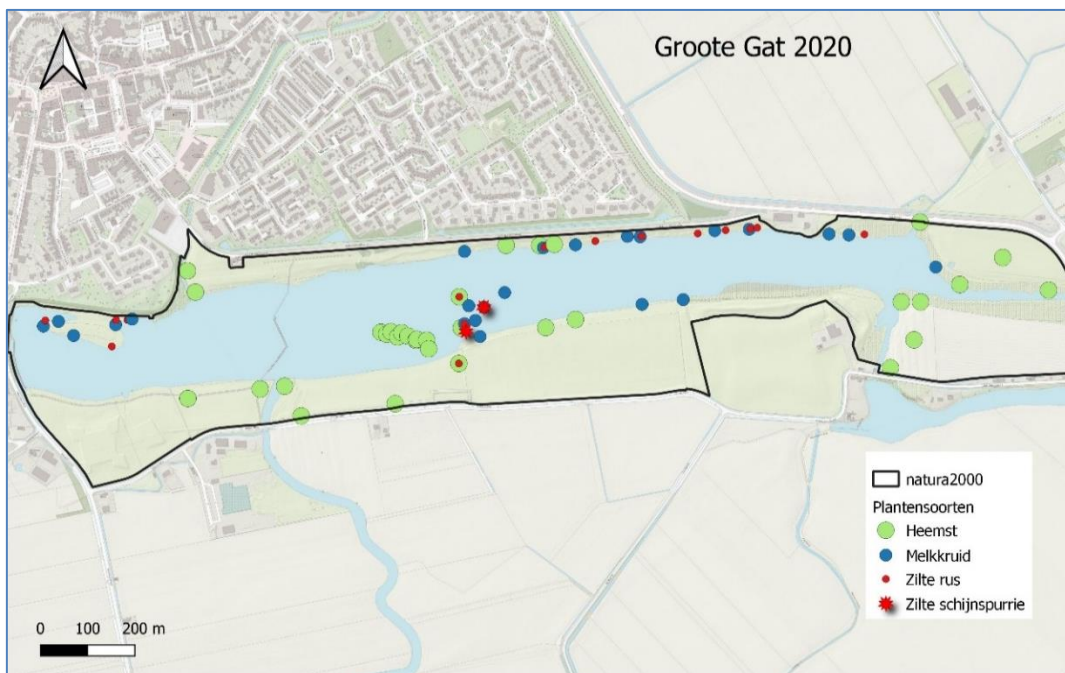 Groote Gat 2020
natura2000
Plantensoorten
Heemst
Melkkruid
Zilte rus
Zilte schijnspurrie
0 100 200 m